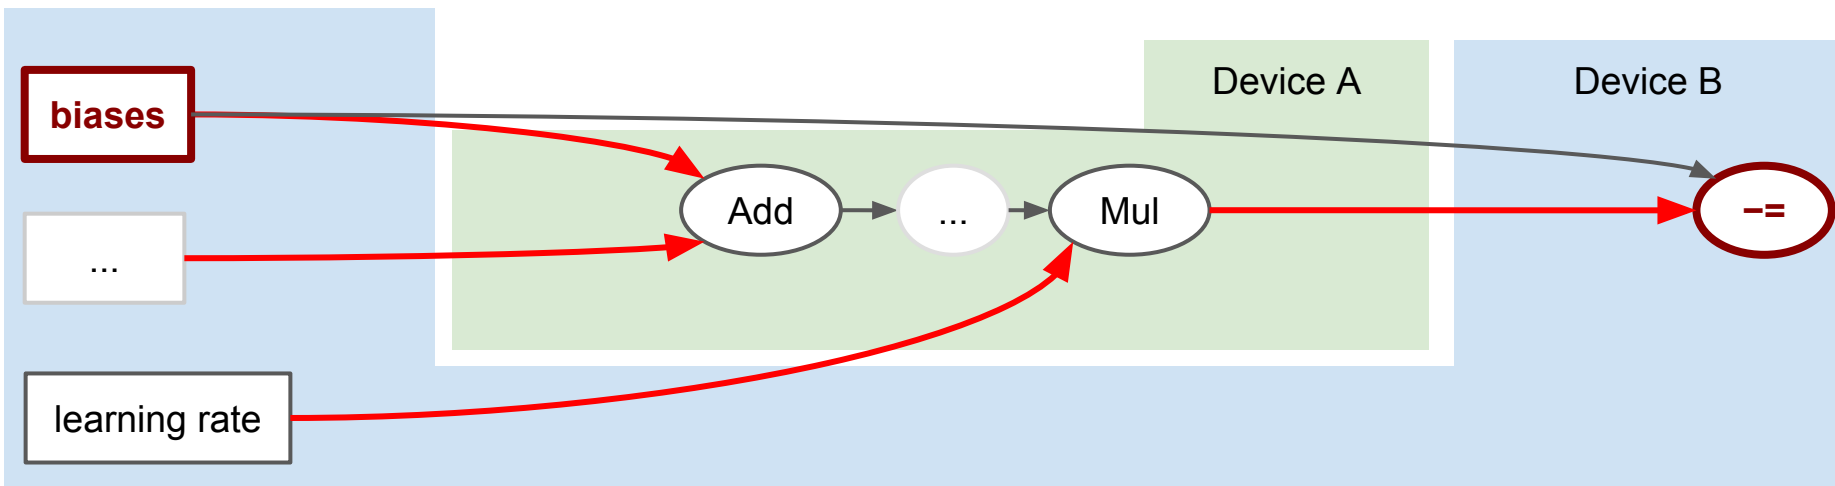 Device A
Device B
biases
Add
...
Mul
−=
...
learning rate